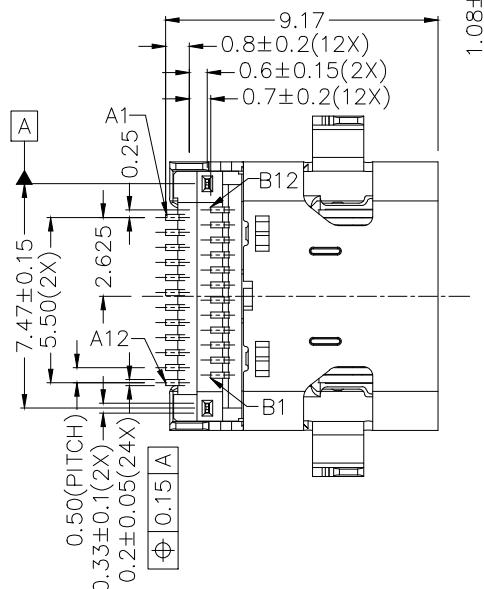 9.17
1.08±
0.8±0.2(12X)
0.6±0.15(2X)
0.7±0.2(12X)
A1
A
0.25
B12
2.625
7.47±0.15
5.50(2X)
A12
B1
0.50(PITCH)
0.33±0.1(2X)
0.2±0.05(24X)
⌖ 0.15 A